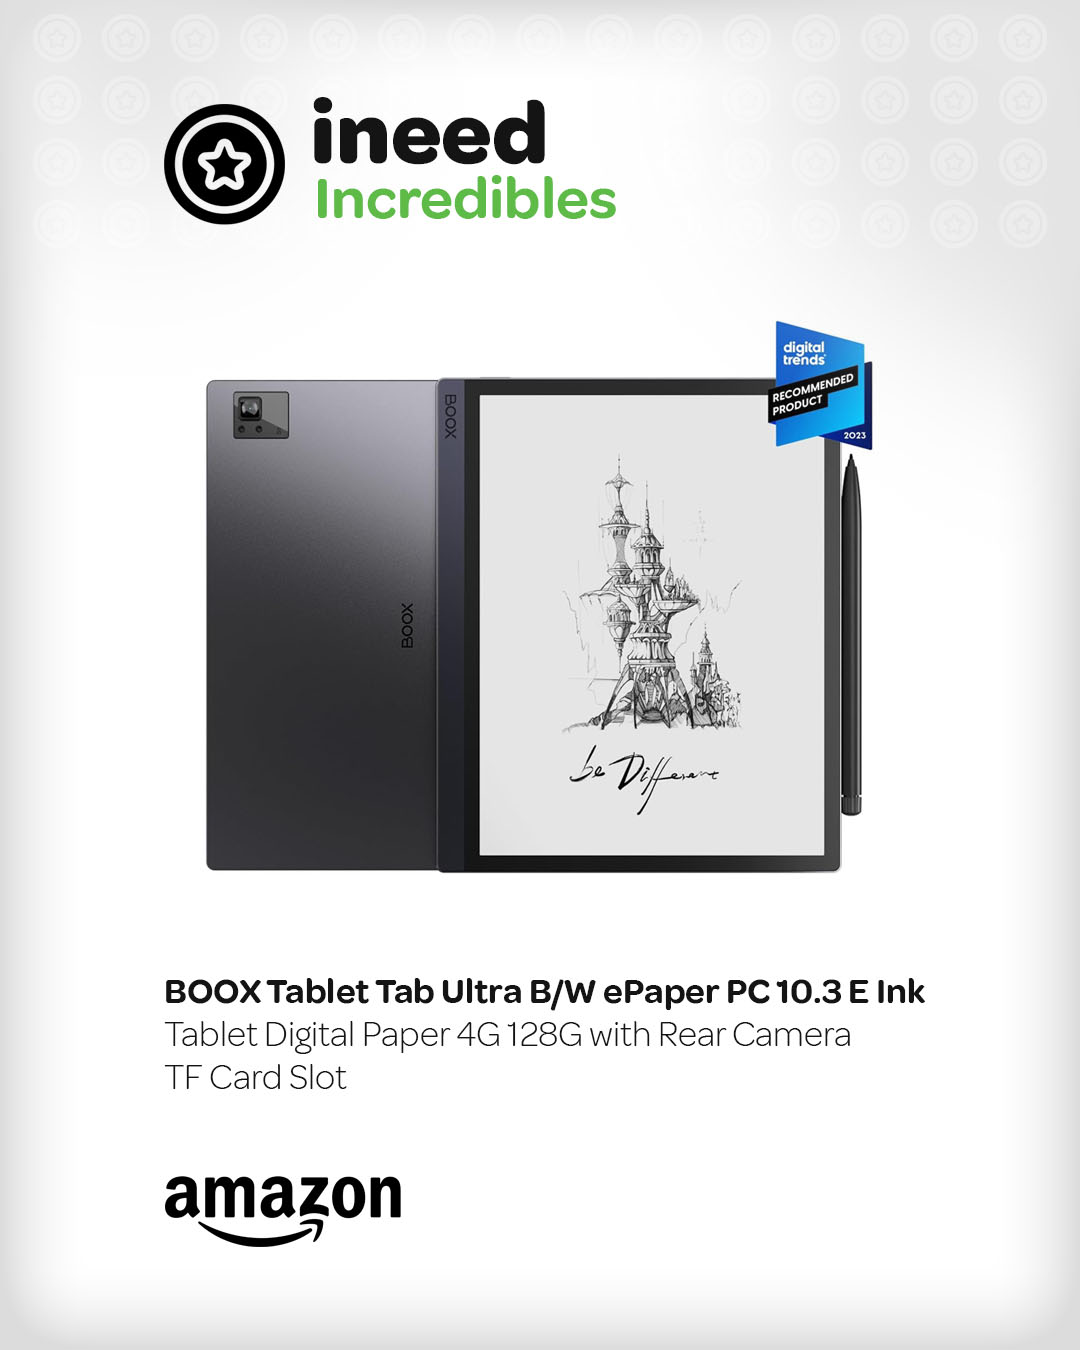 ineed
Incredibles
digital
trends
RECOMMENDED
PRODUCT
2023
BOOX
BOOX
be Different
BOOX Tablet Tab Ultra B/W ePaper PC 10.3 E Ink
Tablet Digital Paper 4G 128G with Rear Camera
TF Card Slot
amazon